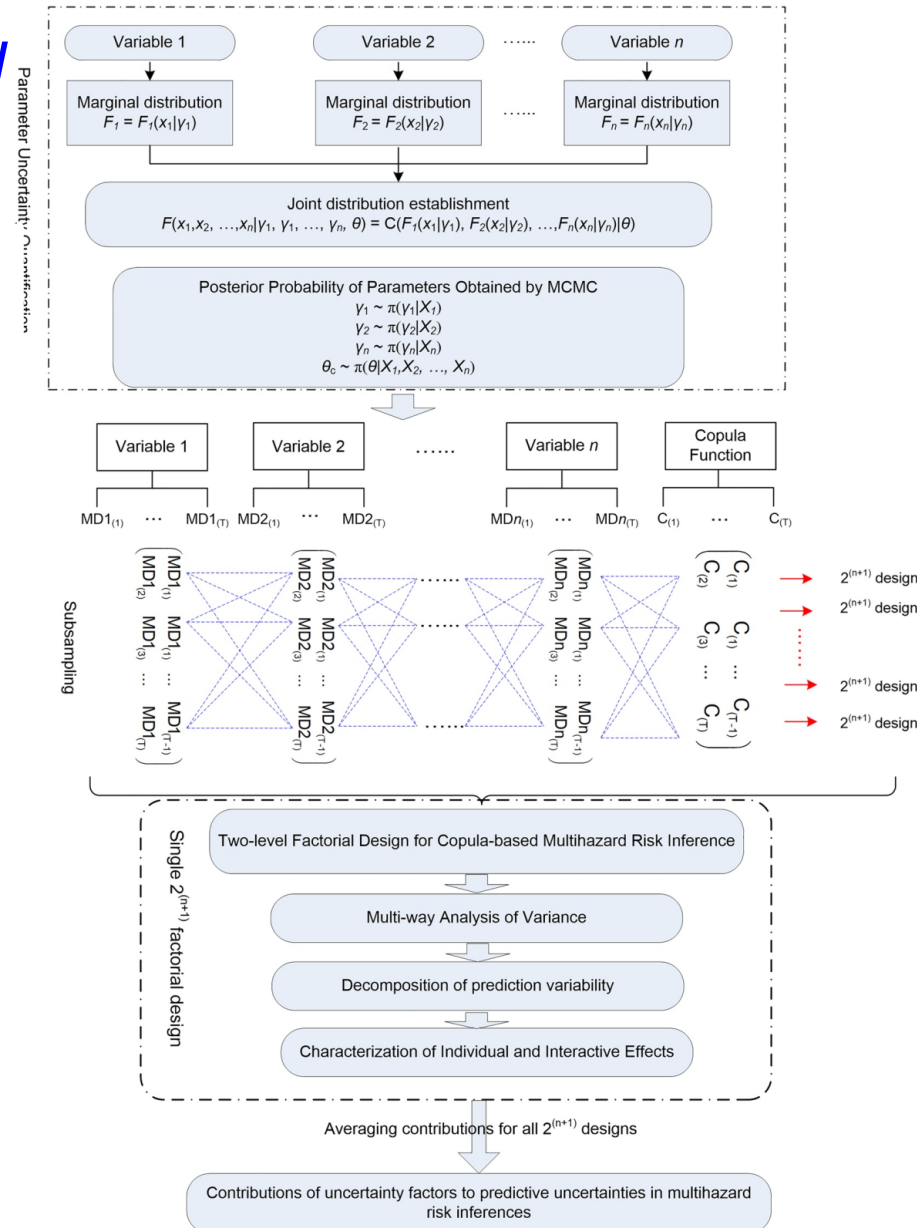 Parameter Uncertainty Quantification
Variable 1
Variable 2
......
Variable n
Marginal distribution
F₁ = F₁(x₁|γ₁)
Marginal distribution
F₂ = F₂(x₂|γ₂)
......
Marginal distribution
Fₙ = Fₙ(xₙ|γₙ)
Joint distribution establishment
F(x₁,x₂, …,xₙ|γ₁, γ₁, …, γₙ, θ) = C(F₁(x₁|γ₁), F₂(x₂|γ₂), …,Fₙ(xₙ|γₙ)|θ)
Posterior Probability of Parameters Obtained by MCMC
γ₁ ~ π(γ₁|X₁)
γ₂ ~ π(γ₂|X₂)
γₙ ~ π(γₙ|Xₙ)
θc ~ π(θ|X₁,X₂, …, Xₙ)
Variable 1
Variable 2
......
Variable n
Copula
Function
MD1(1) … MD1(T)
MD2(1) … MD2(T)
MDn(1) … MDn(T)
C(1) … C(T)
Subsampling
MD1(1) MD1(1) … MD1(T-1)
MD1(2) MD1(3) … MD1(T)
MD2(1) MD2(1) … MD2(T-1)
MD2(2) MD2(3) … MD2(T)
......
......
......
MDn(1) MDn(1) … MDn(T-1)
MDn(2) MDn(3) … MDn(T)
C(1) C(1) … C(T-1)
C(2) C(3) … C(T)
2(n+1) design
2(n+1) design
2(n+1) design
2(n+1) design
Single 2(n+1)
factorial design
Two-level Factorial Design for Copula-based Multihazard Risk Inference
Multi-way Analysis of Variance
Decomposition of prediction variability
Characterization of Individual and Interactive Effects
Averaging contributions for all 2(n+1) designs
Contributions of uncertainty factors to predictive uncertainties in multihazard
risk inferences